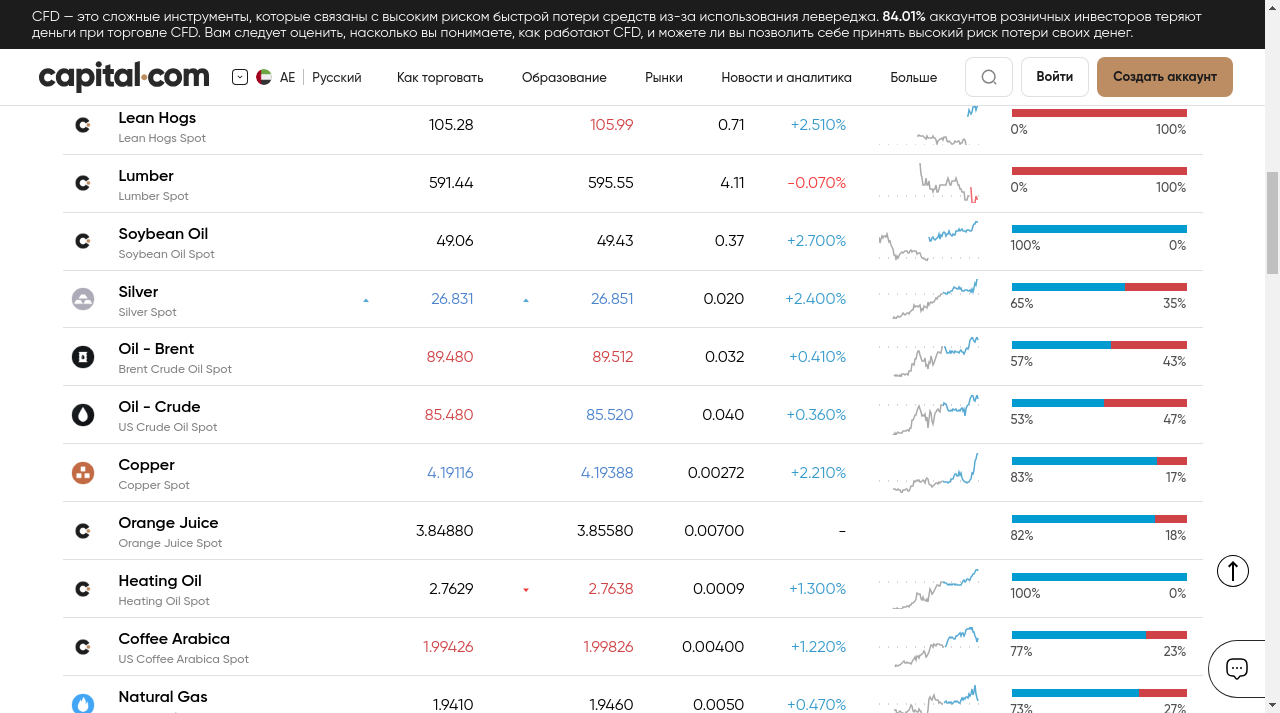 CFD — это сложные инструменты, которые связаны с высоким риском быстрой потери средств из-за использования левереджа. 84.01% аккаунтов розничных инвесторов теряют
деньги при торговле CFD. Вам следует оценить, насколько вы понимаете, как работают CFD, и можете ли вы позволить себе принять высокий риск потери своих денег.
capital.com AE Русский Как торговать Образование Рынки Новости и аналитика Больше Войти Создать аккаунт
Lean Hogs 105.28 105.99 0.71 +2.510%
Lean Hogs Spot 0% 100%
Lumber 591.44 595.55 4.11 -0.070%
Lumber Spot 0% 100%
Soybean Oil 49.06 49.43 0.37 +2.700%
Soybean Oil Spot 100% 0%
Silver 26.831 26.851 0.020 +2.400%
Silver Spot 65% 35%
Oil - Brent 89.480 89.512 0.032 +0.410%
Brent Crude Oil Spot 57% 43%
Oil - Crude 85.480 85.520 0.040 +0.360%
US Crude Oil Spot 53% 47%
Copper 4.19116 4.19388 0.00272 +2.210%
Copper Spot 83% 17%
Orange Juice 3.84880 3.85580 0.00700 -
Orange Juice Spot 82% 18%
Heating Oil 2.7629 2.7638 0.0009 +1.300%
Heating Oil Spot 100% 0%
Coffee Arabica 1.99426 1.99826 0.00400 +1.220%
US Coffee Arabica Spot 77% 23%
Natural Gas 1.9410 1.9460 0.0050 +0.470%
73% 27%